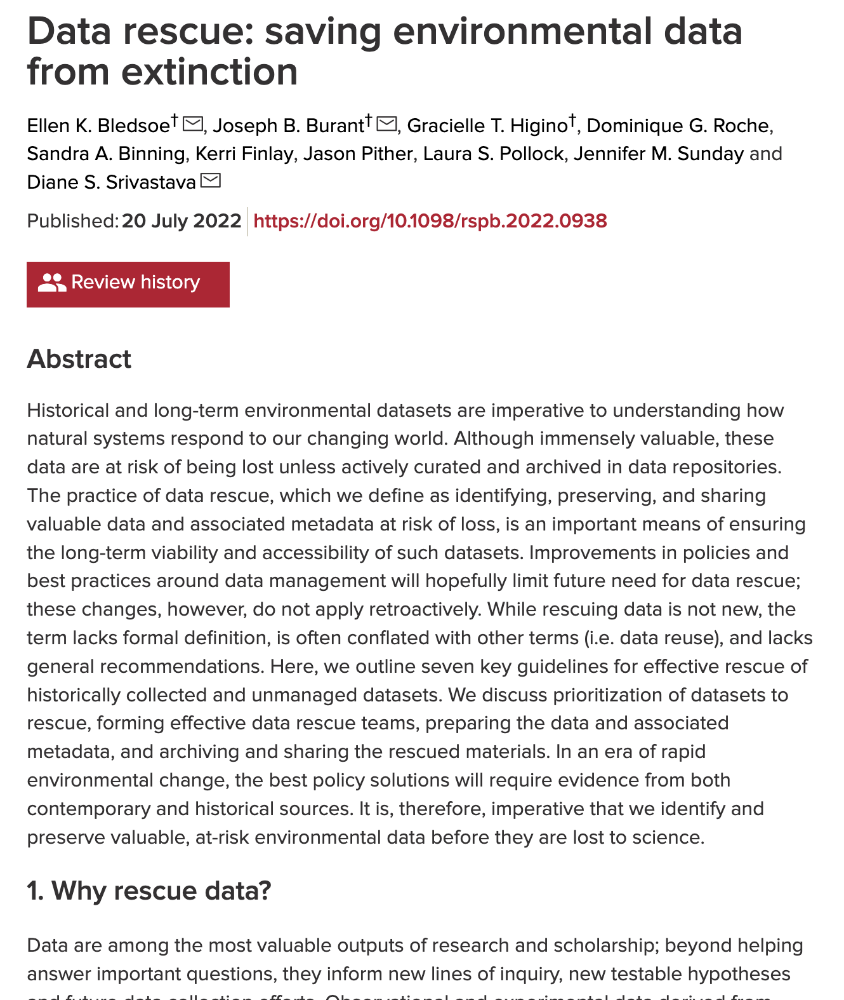 Data rescue: saving environmental data
from extinction
Ellen K. Bledsoe†, Joseph B. Burant†, Gracielle T. Higino†, Dominique G. Roche,
Sandra A. Binning, Kerri Finlay, Jason Pither, Laura S. Pollock, Jennifer M. Sunday and
Diane S. Srivastava
Published: 20 July 2022 https://doi.org/10.1098/rspb.2022.0938
Review history
Abstract
Historical and long-term environmental datasets are imperative to understanding how
natural systems respond to our changing world. Although immensely valuable, these
data are at risk of being lost unless actively curated and archived in data repositories.
The practice of data rescue, which we define as identifying, preserving, and sharing
valuable data and associated metadata at risk of loss, is an important means of ensuring
the long-term viability and accessibility of such datasets. Improvements in policies and
best practices around data management will hopefully limit future need for data rescue;
these changes, however, do not apply retroactively. While rescuing data is not new, the
term lacks formal definition, is often conflated with other terms (i.e. data reuse), and lacks
general recommendations. Here, we outline seven key guidelines for effective rescue of
historically collected and unmanaged datasets. We discuss prioritization of datasets to
rescue, forming effective data rescue teams, preparing the data and associated
metadata, and archiving and sharing the rescued materials. In an era of rapid
environmental change, the best policy solutions will require evidence from both
contemporary and historical sources. It is, therefore, imperative that we identify and
preserve valuable, at-risk environmental data before they are lost to science.
1. Why rescue data?
Data are among the most valuable outputs of research and scholarship; beyond helping
answer important questions, they inform new lines of inquiry, new testable hypotheses
and future data collection efforts. Observational and experimental data derived from